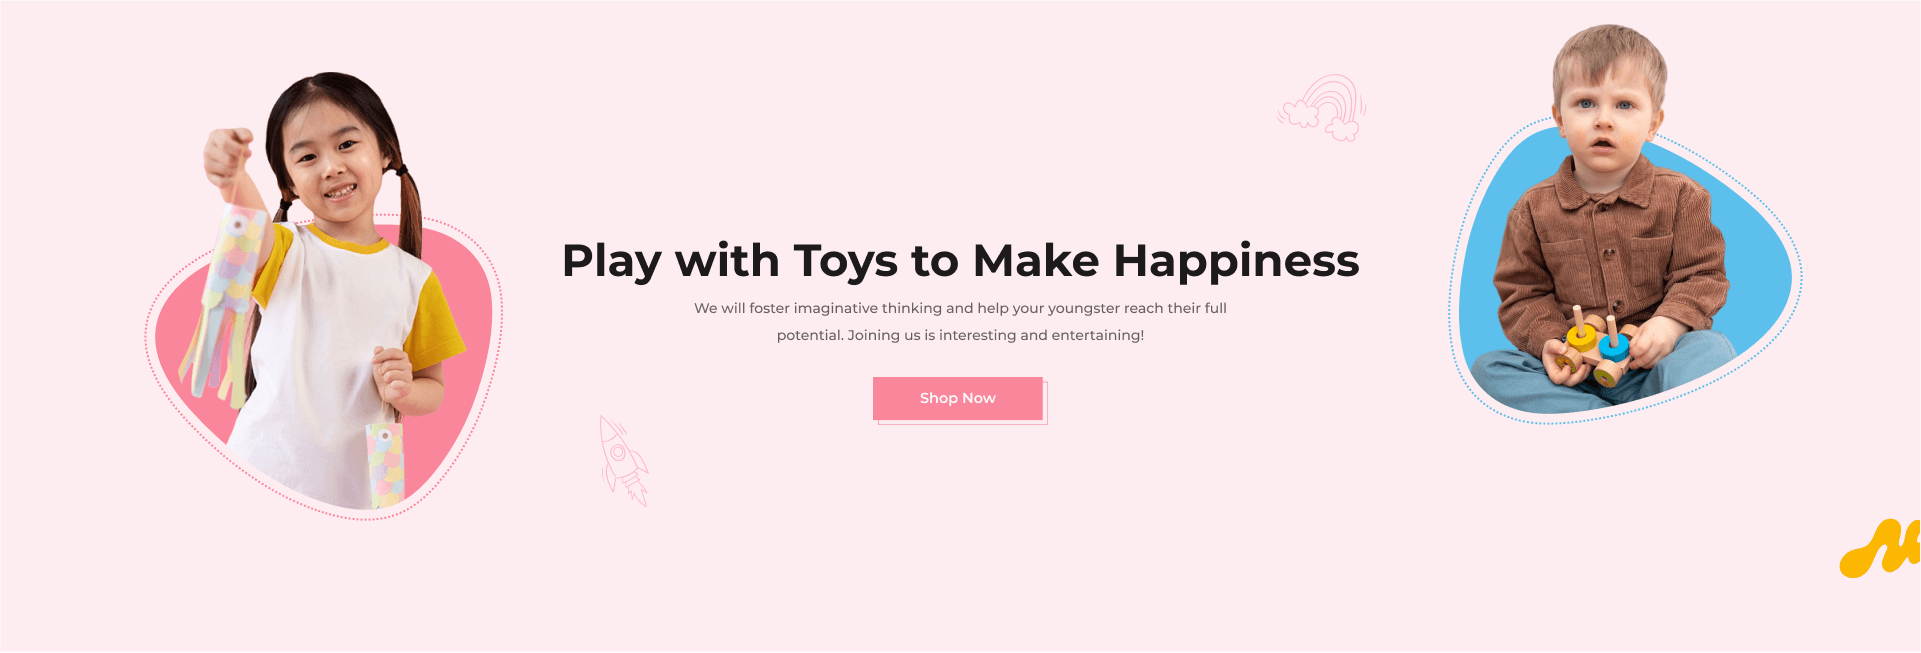 Play with Toys to Make Happiness
We will foster imaginative thinking and help your youngster reach their full
potential. Joining us is interesting and entertaining!
Shop Now